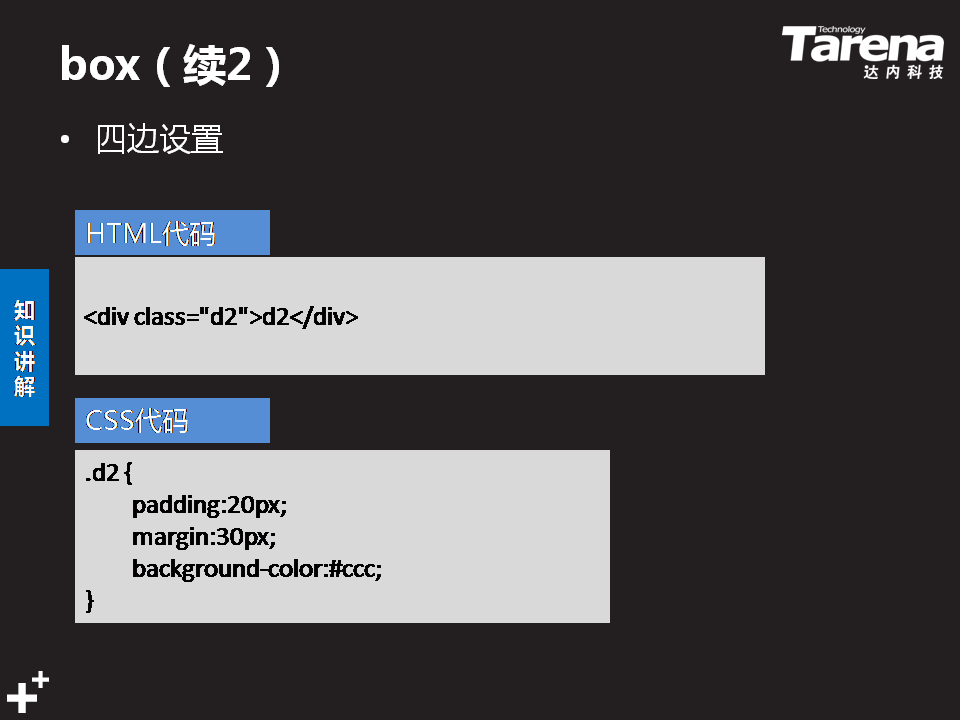 box（续2）
Technology
Tarena
达内科技
• 四边设置
HTML代码
<div class="d2">d2</div>
知识讲解
CSS代码
.d2 {
padding:20px;
margin:30px;
background-color:#ccc;
}